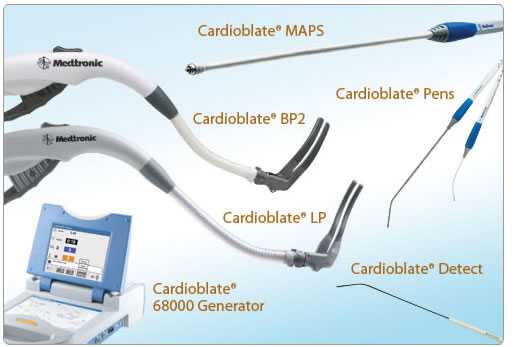 Cardioblate® MAPS
Medtronic
Cardioblate® Pens
Cardioblate® BP2
Medtronic
Cardioblate® LP
Cardioblate® Detect
Cardioblate®
68000 Generator